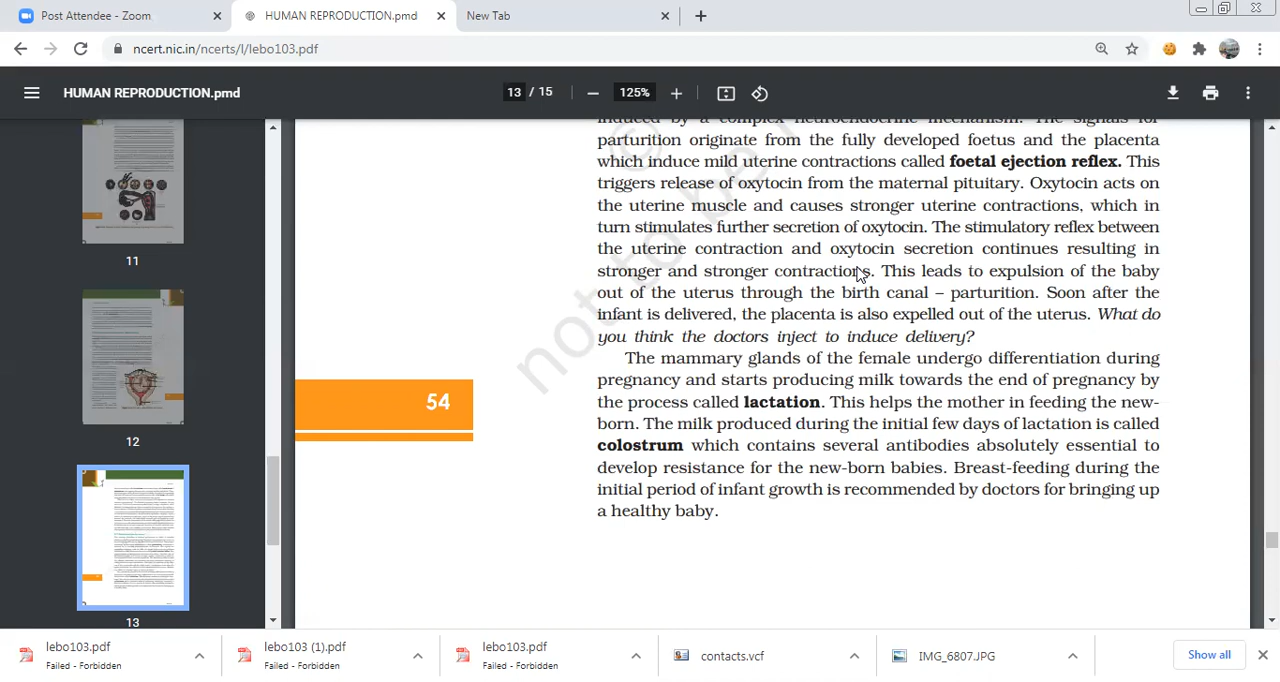 Post Attendee - Zoom
HUMAN REPRODUCTION.pmd
New Tab
ncert.nic.in/ncerts/l/lebo103.pdf
HUMAN REPRODUCTION.pmd
13 / 15
125%
11
12
13
induced by a complex neuroendocrine mechanism. The signals for
parturition originate from the fully developed foetus and the placenta
which induce mild uterine contractions called foetal ejection reflex. This
triggers release of oxytocin from the maternal pituitary. Oxytocin acts on
the uterine muscle and causes stronger uterine contractions, which in
turn stimulates further secretion of oxytocin. The stimulatory reflex between
the uterine contraction and oxytocin secretion continues resulting in
stronger and stronger contractions. This leads to expulsion of the baby
out of the uterus through the birth canal – parturition. Soon after the
infant is delivered, the placenta is also expelled out of the uterus. What do
you think the doctors inject to induce delivery?
The mammary glands of the female undergo differentiation during
pregnancy and starts producing milk towards the end of pregnancy by
the process called lactation. This helps the mother in feeding the new-
born. The milk produced during the initial few days of lactation is called
colostrum which contains several antibodies absolutely essential to
develop resistance for the new-born babies. Breast-feeding during the
initial period of infant growth is recommended by doctors for bringing up
a healthy baby.
54
©
not to be
lebo103.pdf
Failed - Forbidden
lebo103 (1).pdf
Failed - Forbidden
lebo103.pdf
Failed - Forbidden
contacts.vcf
IMG_6807.JPG
Show all